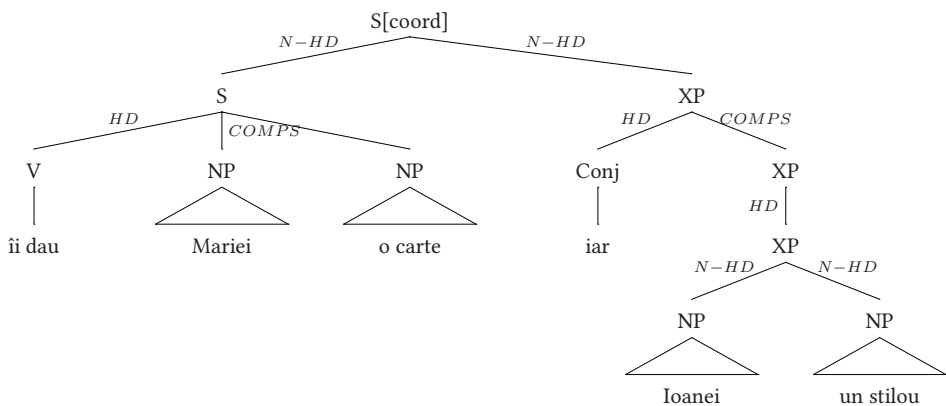 S[coord]
N−HD N−HD
S XP
HD COMPS HD COMPS
V NP NP Conj XP
HD
îi dau Mariei o carte iar XP
N−HD N−HD
NP NP
Ioanei un stilou